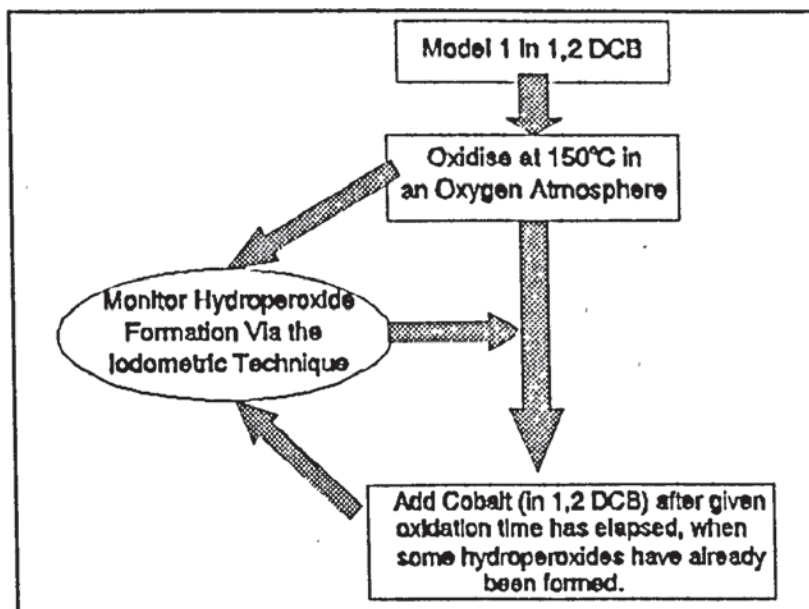 Model 1 in 1,2 DCB
Oxidise at 150°C in
an Oxygen Atmosphere
Monitor Hydroperoxide
Formation Via the
Iodometric Technique
Add Cobalt (in 1,2 DCB) after given
oxidation time has elapsed, when
some hydroperoxides have already
been formed.